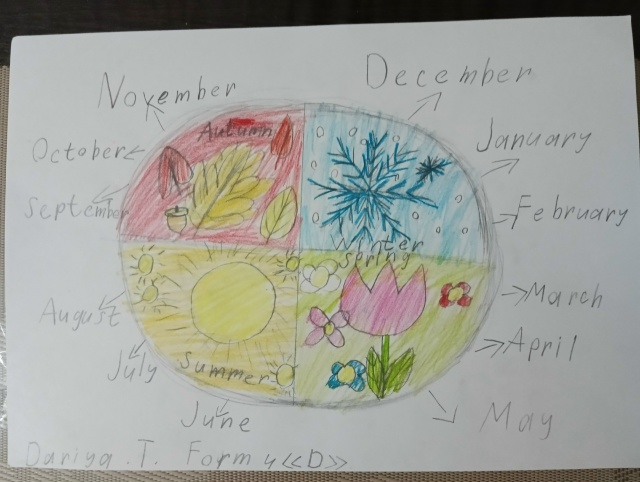 November
December
October
Autumn
January
September
February
Winter
Spring
August
March
July
Summer
April
June
May
Dariya. T. Form 4 «D»